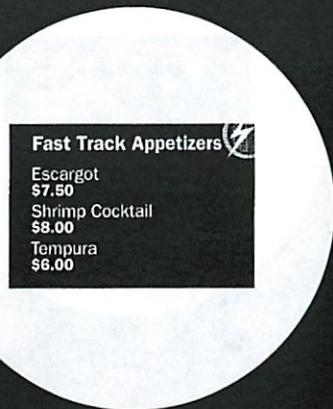 Fast Track Appetizers
Escargot
$7.50
Shrimp Cocktail
$8.00
Tempura
$6.00